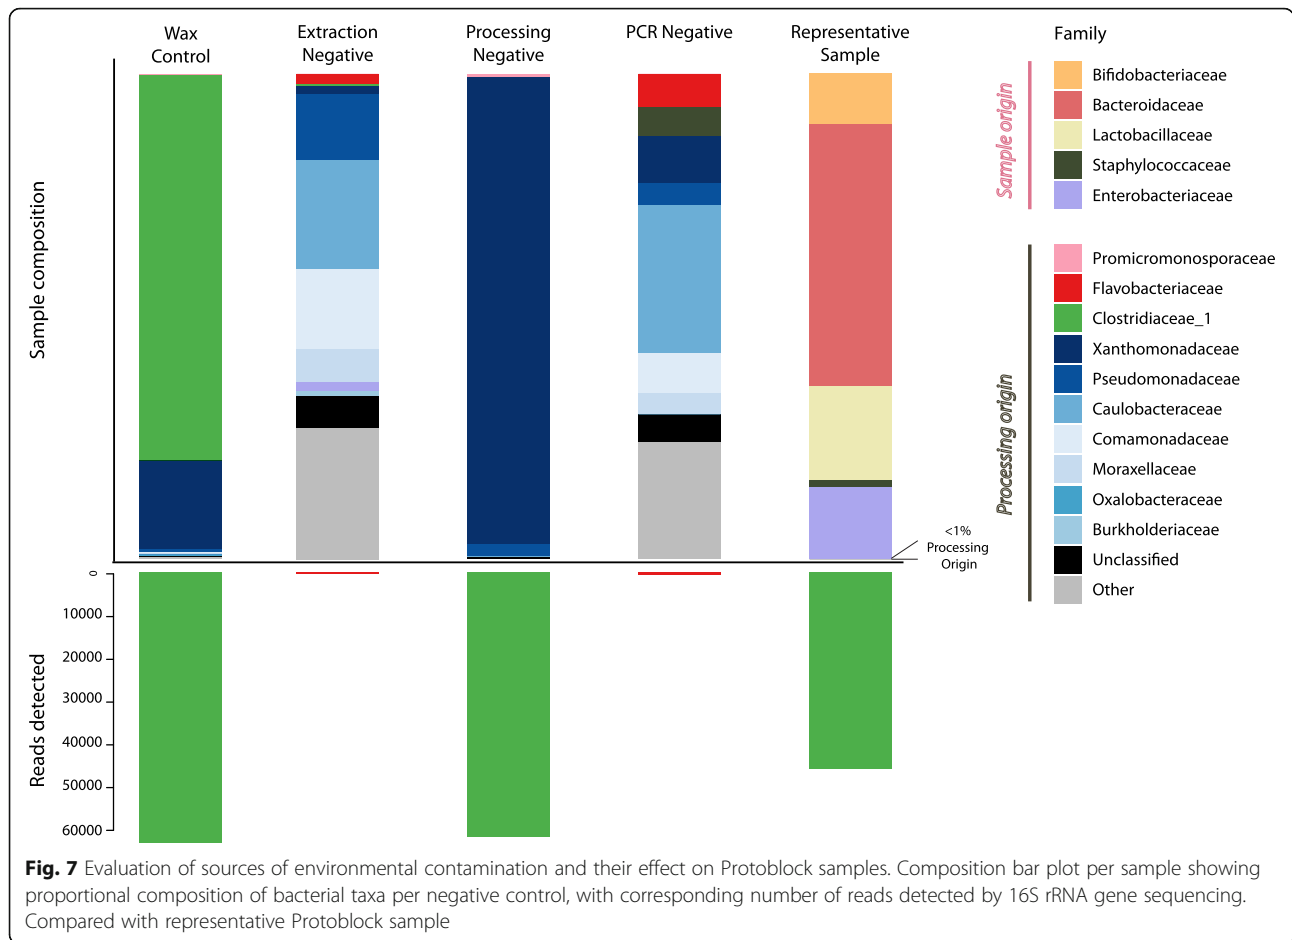 Wax
Control
Extraction
Negative
Processing
Negative
PCR Negative
Representative
Sample
Family
Sample composition
Sample origin
Bifidobacteriaceae
Bacteroidaceae
Lactobacillaceae
Staphylococcaceae
Enterobacteriaceae
Processing origin
Promicromonosporaceae
Flavobacteriaceae
Clostridiaceae_1
Xanthomonadaceae
Pseudomonadaceae
Caulobacteraceae
Comamonadaceae
Moraxellaceae
Oxalobacteraceae
Burkholderiaceae
Unclassified
Other
<1%
Processing
Origin
Reads detected
0
10000
20000
30000
40000
50000
60000
Fig. 7 Evaluation of sources of environmental contamination and their effect on Protoblock samples. Composition bar plot per sample showing
proportional composition of bacterial taxa per negative control, with corresponding number of reads detected by 16S rRNA gene sequencing.
Compared with representative Protoblock sample